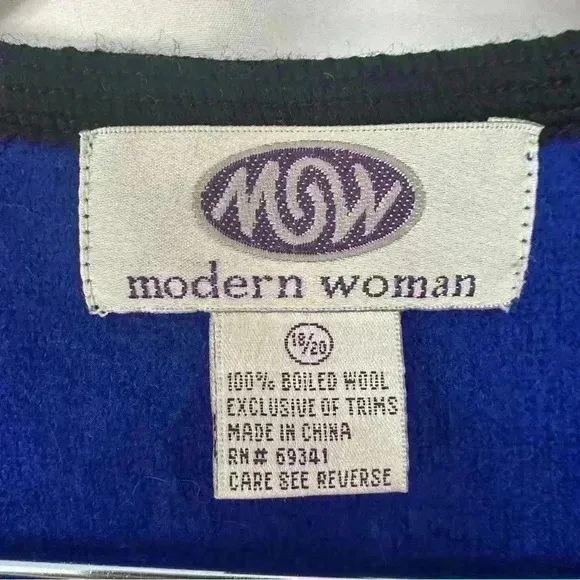 MW
modern woman
18/20
100% BOILED WOOL
EXCLUSIVE OF TRIMS
MADE IN CHINA
RN# 69341
CARE SEE REVERSE